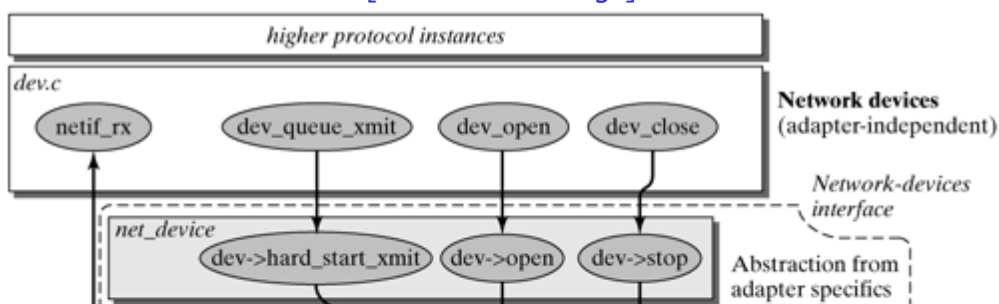 higher protocol instances
dev.c
netif_rx
dev_queue_xmit
dev_open
dev_close
Network devices
(adapter-independent)
Network-devices
interface
net_device
dev->hard_start_xmit
dev->open
dev->stop
Abstraction from
adapter specifics